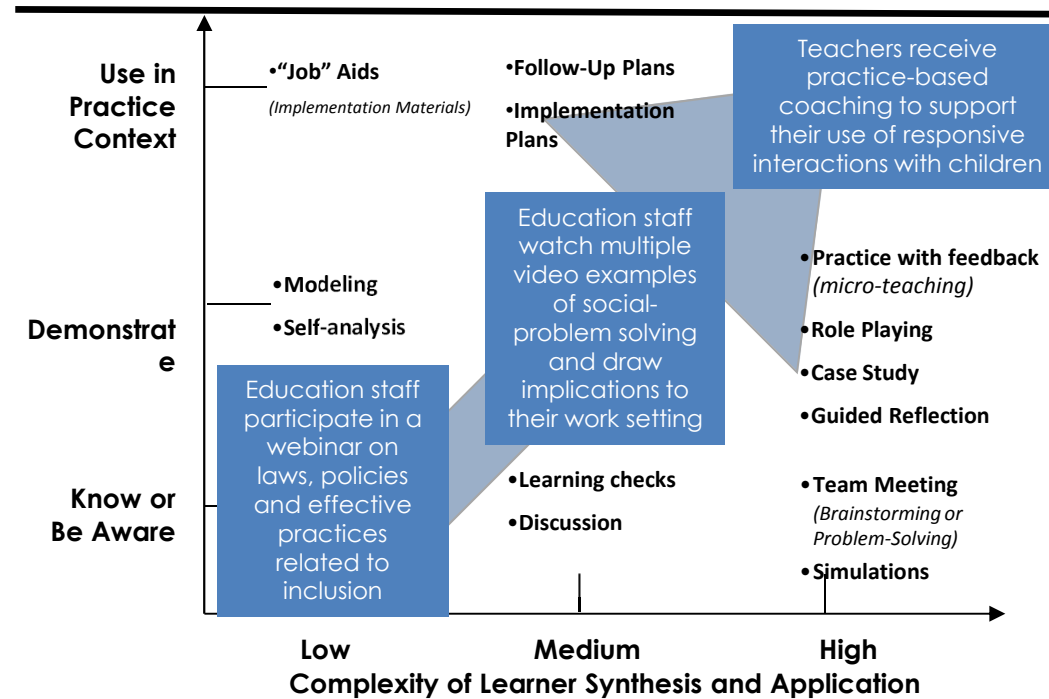 Use in
Practice
Context
•“Job” Aids
(Implementation Materials)
•Follow-Up Plans
•Implementation
Plans
Teachers receive
practice-based
coaching to support
their use of responsive
interactions with children
Demonstrat
e
•Modeling
•Self-analysis
Education staff
watch multiple
video examples
of social-
problem solving
and draw
implications to
their work setting
•Practice with feedback
(micro-teaching)
•Role Playing
•Case Study
•Guided Reflection
Know or
Be Aware
Education staff
participate in a
webinar on
laws, policies
and effective
practices
related to
inclusion
•Learning checks
•Discussion
•Team Meeting
(Brainstorming or
Problem-Solving)
•Simulations
Low
Medium
High
Complexity of Learner Synthesis and Application